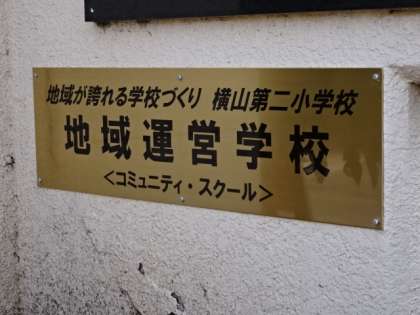 地域が誇れる学校づくり 横山第二小学校
地域運営学校
<コミュニティ・スクール>